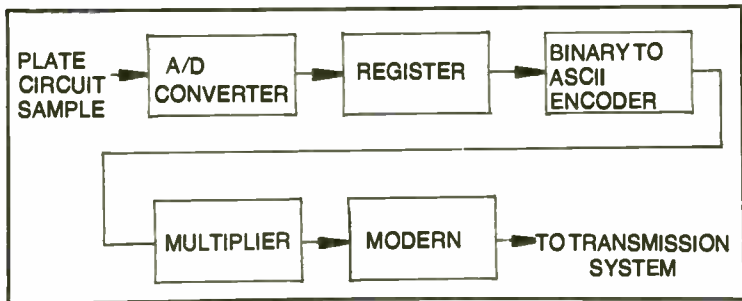 PLATE
CIRCUIT
SAMPLE
A/D
CONVERTER
REGISTER
BINARY TO
ASCII
ENCODER
MULTIPLIER
MODERN
TO TRANSMISSION
SYSTEM